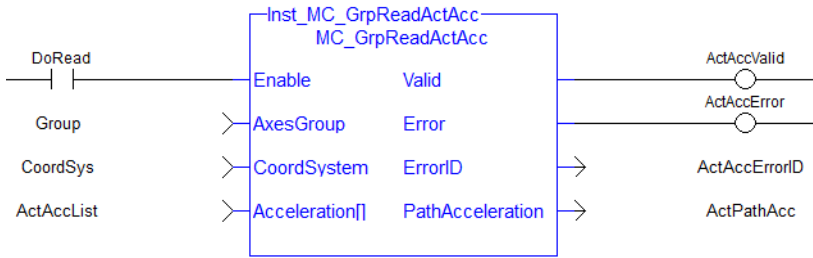 Inst_MC_GrpReadActAcc
MC_GrpReadActAcc
DoRead Enable Valid ActAccValid
Group AxesGroup Error ActAccError
CoordSys CoordSystem ErrorID ActAccErrorID
ActAccList Acceleration[] PathAcceleration ActPathAcc